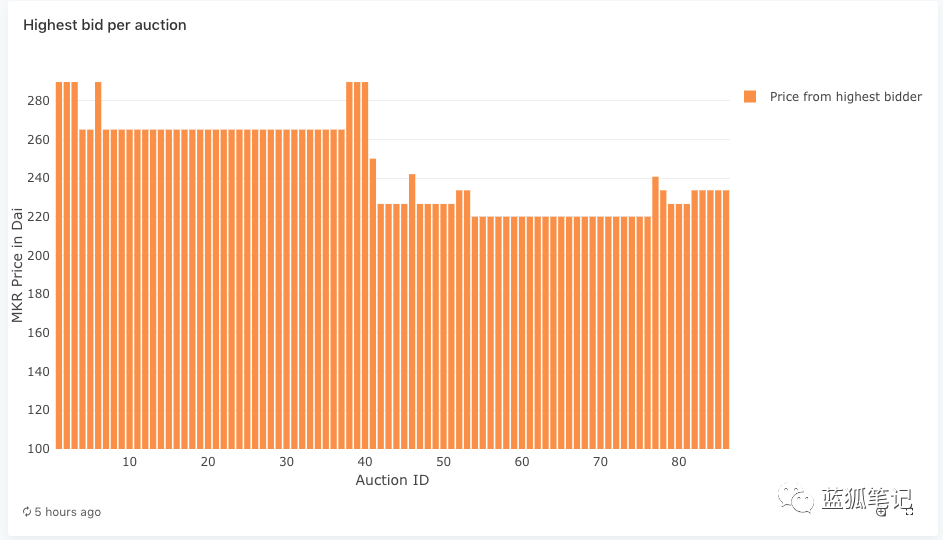 Highest bid per auction
280
260
240
220
200
180
160
140
120
100
MKR Price in Dai
10 20 30 40 50 60 70 80
Auction ID
Price from highest bidder
5 hours ago
蓝狐笔记